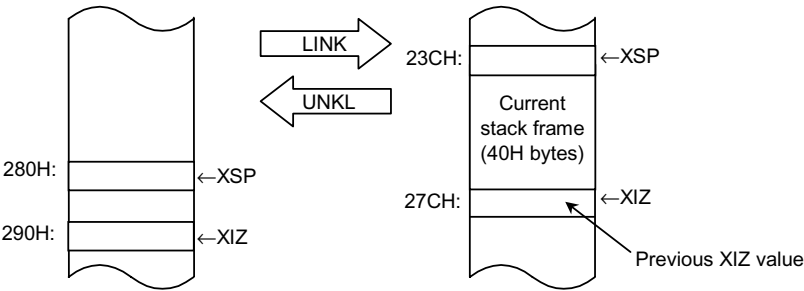 LINK
UNKL
280H:
←XSP
290H:
←XIZ
23CH:
←XSP
Current
stack frame
(40H bytes)
27CH:
←XIZ
Previous XIZ value